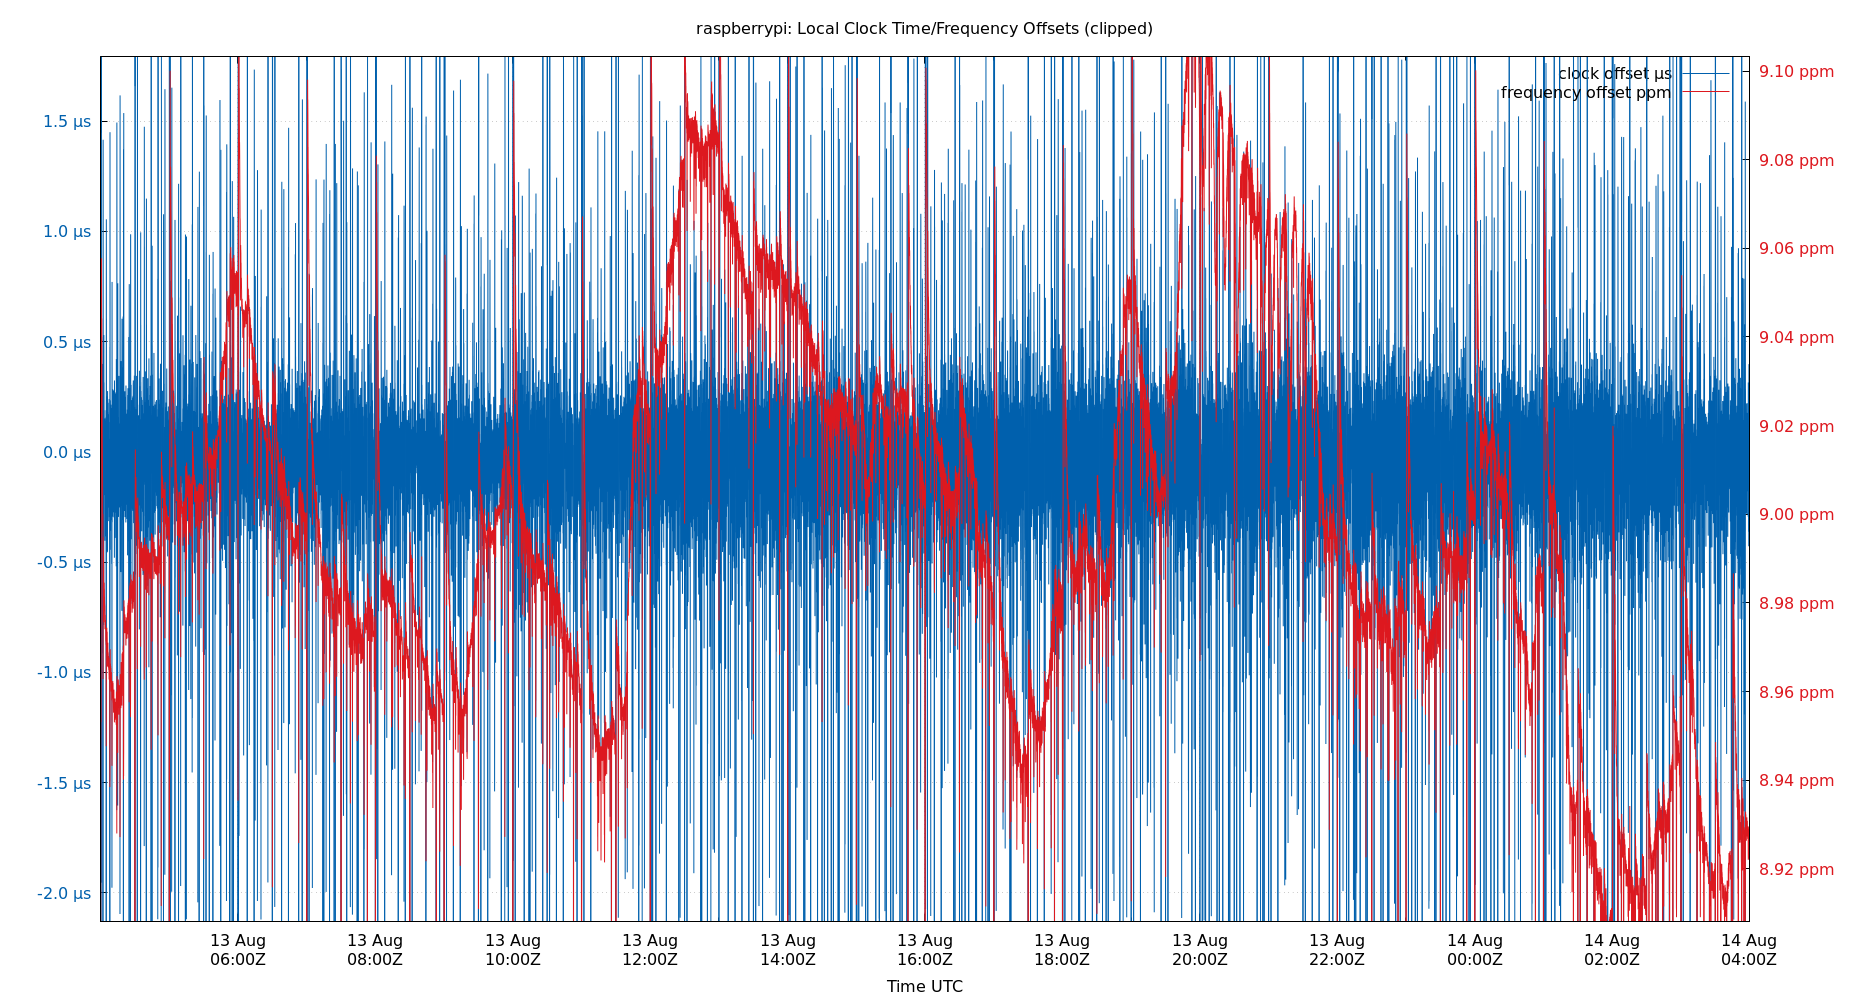 raspberrypi: Local Clock Time/Frequency Offsets (clipped)
clock offset μs
frequency offset ppm
1.5 μs
1.0 μs
0.5 μs
0.0 μs
-0.5 μs
-1.0 μs
-1.5 μs
-2.0 μs
9.10 ppm
9.08 ppm
9.06 ppm
9.04 ppm
9.02 ppm
9.00 ppm
8.98 ppm
8.96 ppm
8.94 ppm
8.92 ppm
13 Aug 13 Aug 13 Aug 13 Aug 13 Aug 13 Aug 13 Aug 13 Aug 13 Aug 14 Aug 14 Aug 14 Aug
06:00Z 08:00Z 10:00Z 12:00Z 14:00Z 16:00Z 18:00Z 20:00Z 22:00Z 00:00Z 02:00Z 04:00Z
Time UTC